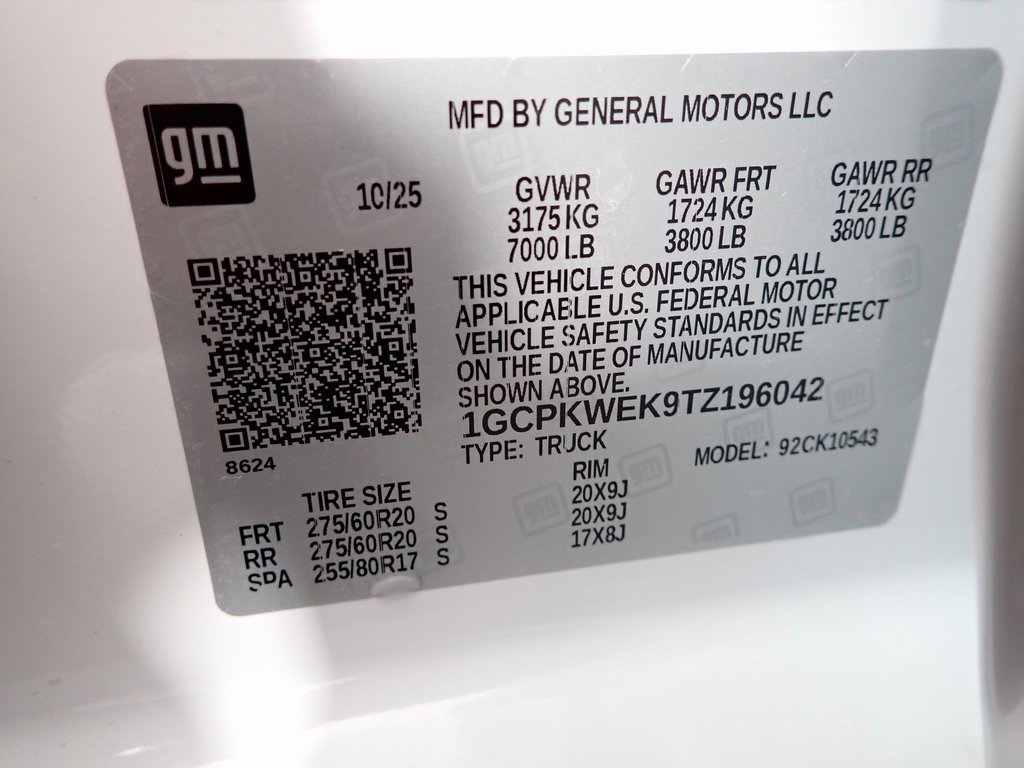 gm
MFD BY GENERAL MOTORS LLC
10/25
GVWR GAWR FRT GAWR RR
3175 KG 1724 KG 1724 KG
7000 LB 3800 LB 3800 LB
THIS VEHICLE CONFORMS TO ALL
APPLICABLE U.S. FEDERAL MOTOR
VEHICLE SAFETY STANDARDS IN EFFECT
ON THE DATE OF MANUFACTURE
SHOWN ABOVE.
1GCPKWEK9TZ196042
TYPE: TRUCK MODEL: 92CK10543
8624
TIRE SIZE RIM
FRT 275/60R20 S 20X9J
RR 275/60R20 S 20X9J
SPA 255/80R17 S 17X8J